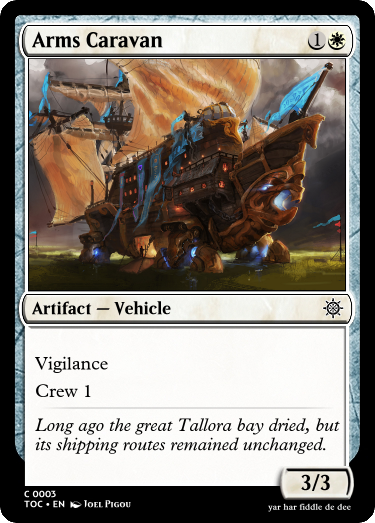 Arms Caravan 1
Artifact — Vehicle
Vigilance
Crew 1
Long ago the great Tallora bay dried, but
its shipping routes remained unchanged.
3/3
C 0003
TOC • EN Joel Pigou
yar har fiddle de dee